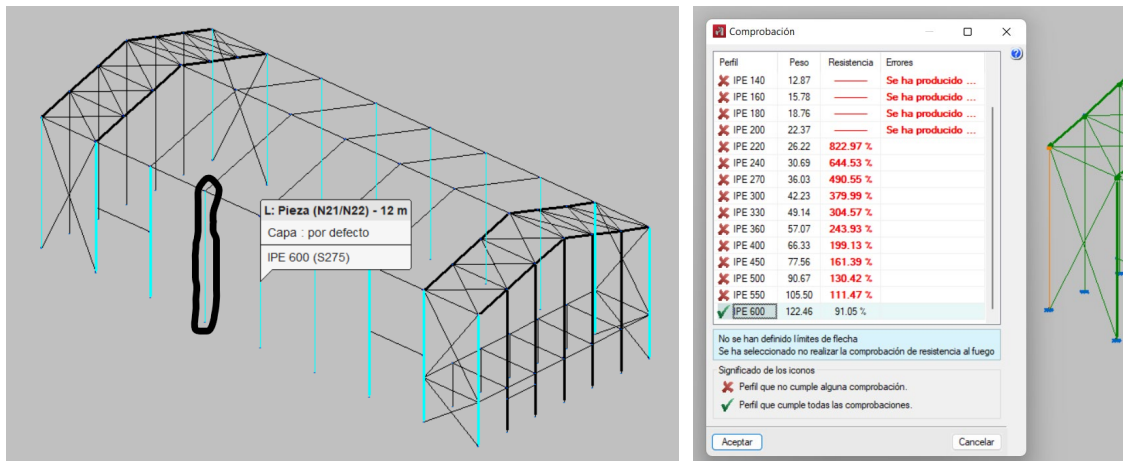 L: Pieza (N21/N22) - 12 m
Capa : por defecto
IPE 600 (S275)
Comprobación
Perfil Peso Resistencia Errores
IPE 140 12.87 ——— Se ha producido ...
IPE 160 15.78 ——— Se ha producido ...
IPE 180 18.76 ——— Se ha producido ...
IPE 200 22.37 ——— Se ha producido ...
IPE 220 26.22 822.97 %
IPE 240 30.69 644.53 %
IPE 270 36.03 490.55 %
IPE 300 42.23 379.99 %
IPE 330 49.14 304.57 %
IPE 360 57.07 243.93 %
IPE 400 66.33 199.13 %
IPE 450 77.56 161.39 %
IPE 500 90.67 130.42 %
IPE 550 105.50 111.47 %
IPE 600 122.46 91.05 %
No se han definido límites de flecha
Se ha seleccionado no realizar la comprobación de resistencia al fuego
Significado de los iconos
Perfil que no cumple alguna comprobación.
Perfil que cumple todas las comprobaciones.
Aceptar Cancelar